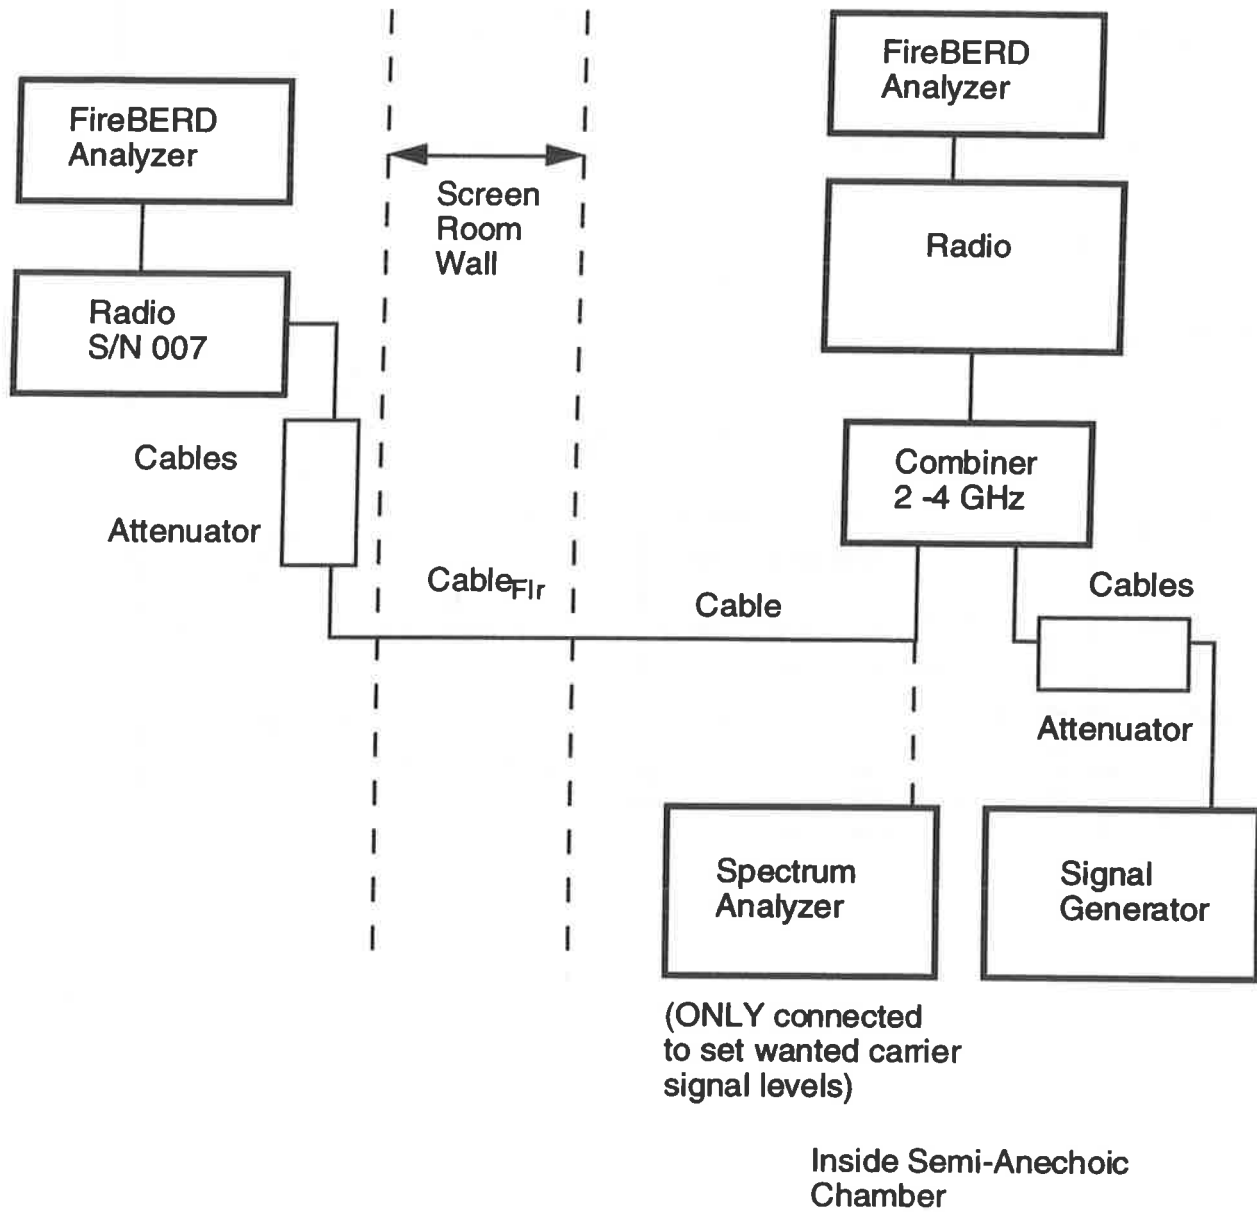 FireBERD
Analyzer
FireBERD
Analyzer
Screen
Room
Wall
Radio
Radio
S/N 007
Cables
Attenuator
Combiner
2 -4 GHz
CableFlr
Cable
Cables
Attenuator
Spectrum
Analyzer
Signal
Generator
(ONLY connected
to set wanted carrier
signal levels)
Inside Semi-Anechoic
Chamber